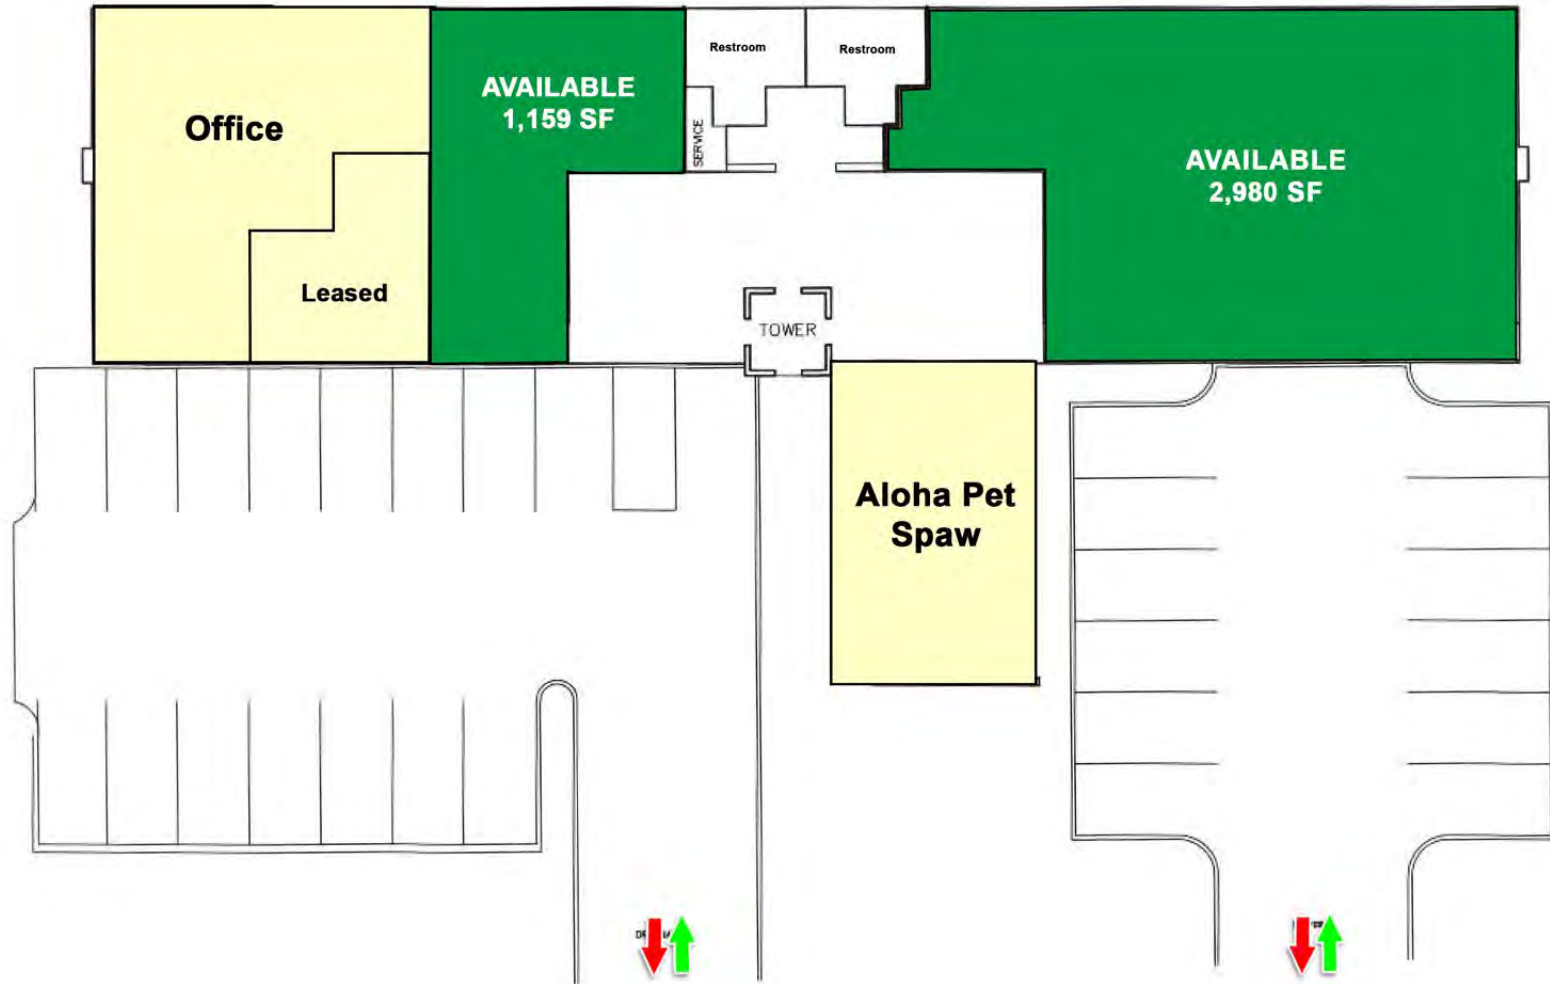 Office
AVAILABLE
1,159 SF
Restroom
Restroom
SERVICE
AVAILABLE
2,980 SF
Leased
TOWER
Aloha Pet
Spaw